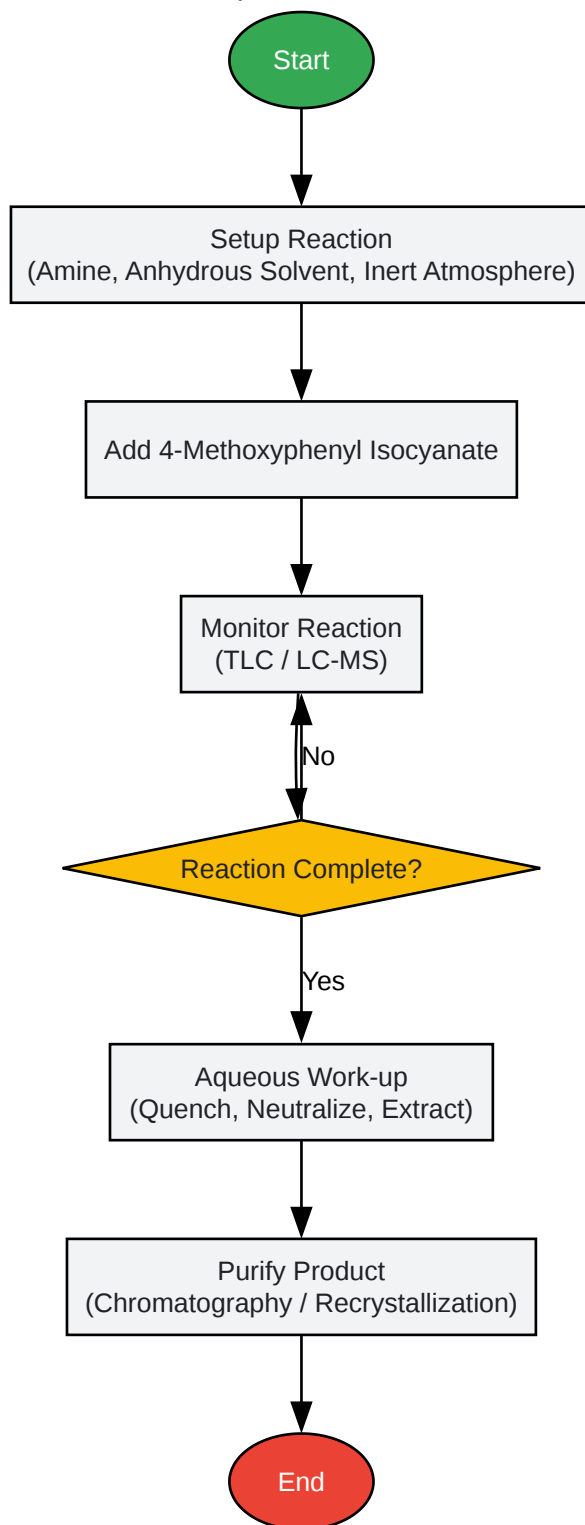 Start
Setup Reaction
(Amine, Anhydrous Solvent, Inert Atmosphere)
Add 4-Methoxyphenyl Isocyanate
Monitor Reaction
(TLC / LC-MS)
No
Reaction Complete?
Yes
Aqueous Work-up
(Quench, Neutralize, Extract)
Purify Product
(Chromatography / Recrystallization)
End